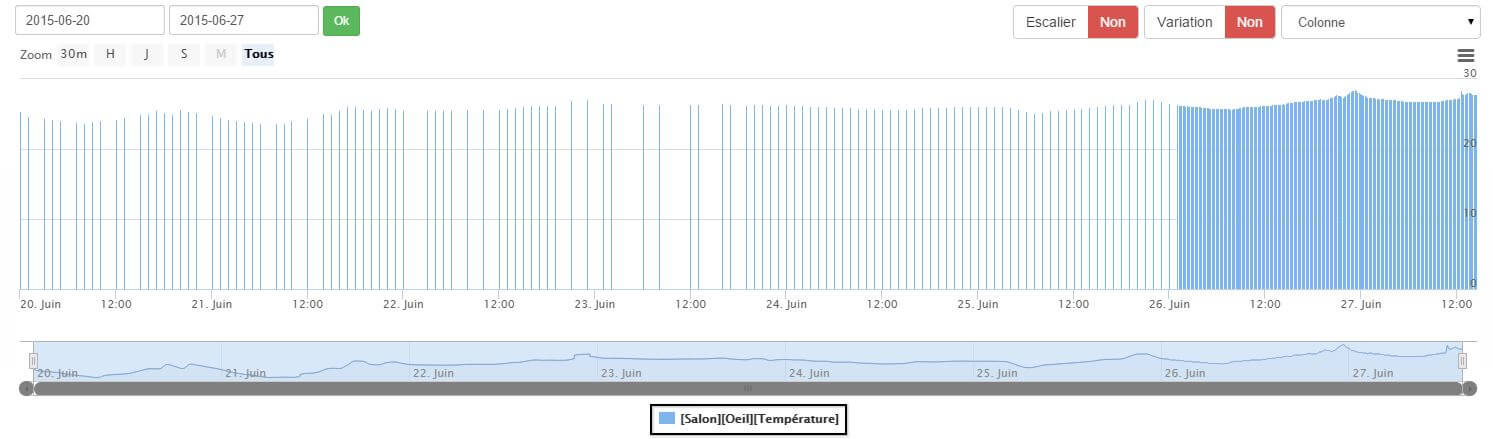 2015-06-20 2015-06-27 Ok Escalier Non Variation Non Colonne
Zoom 30m H J S M Tous
30
20
10
0
20. Juin 12:00 21. Juin 12:00 22. Juin 12:00 23. Juin 12:00 24. Juin 12:00 25. Juin 12:00 26. Juin 12:00 27. Juin 12:00
20. Juin 21. Juin 22. Juin 23. Juin 24. Juin 25. Juin 26. Juin 27. Juin
[Salon][Oeil][Température]